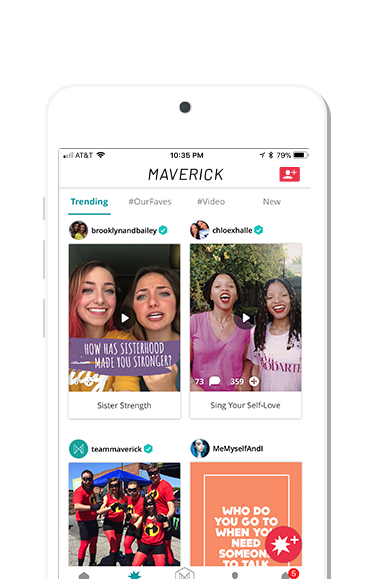 AT&T 10:35 PM 79%
MAVERICK
Trending #OurFaves #Video New
brooklynandbailey chloexhalle
HOW HAS SISTERHOOD
MADE YOU STRONGER?
73 359
Sister Strength Sing Your Self-Love
teammaverick MeMyselfAndI
WHO DO
YOU GO TO
WHEN YOU
NEED
SOMEONE
TO TALK
5